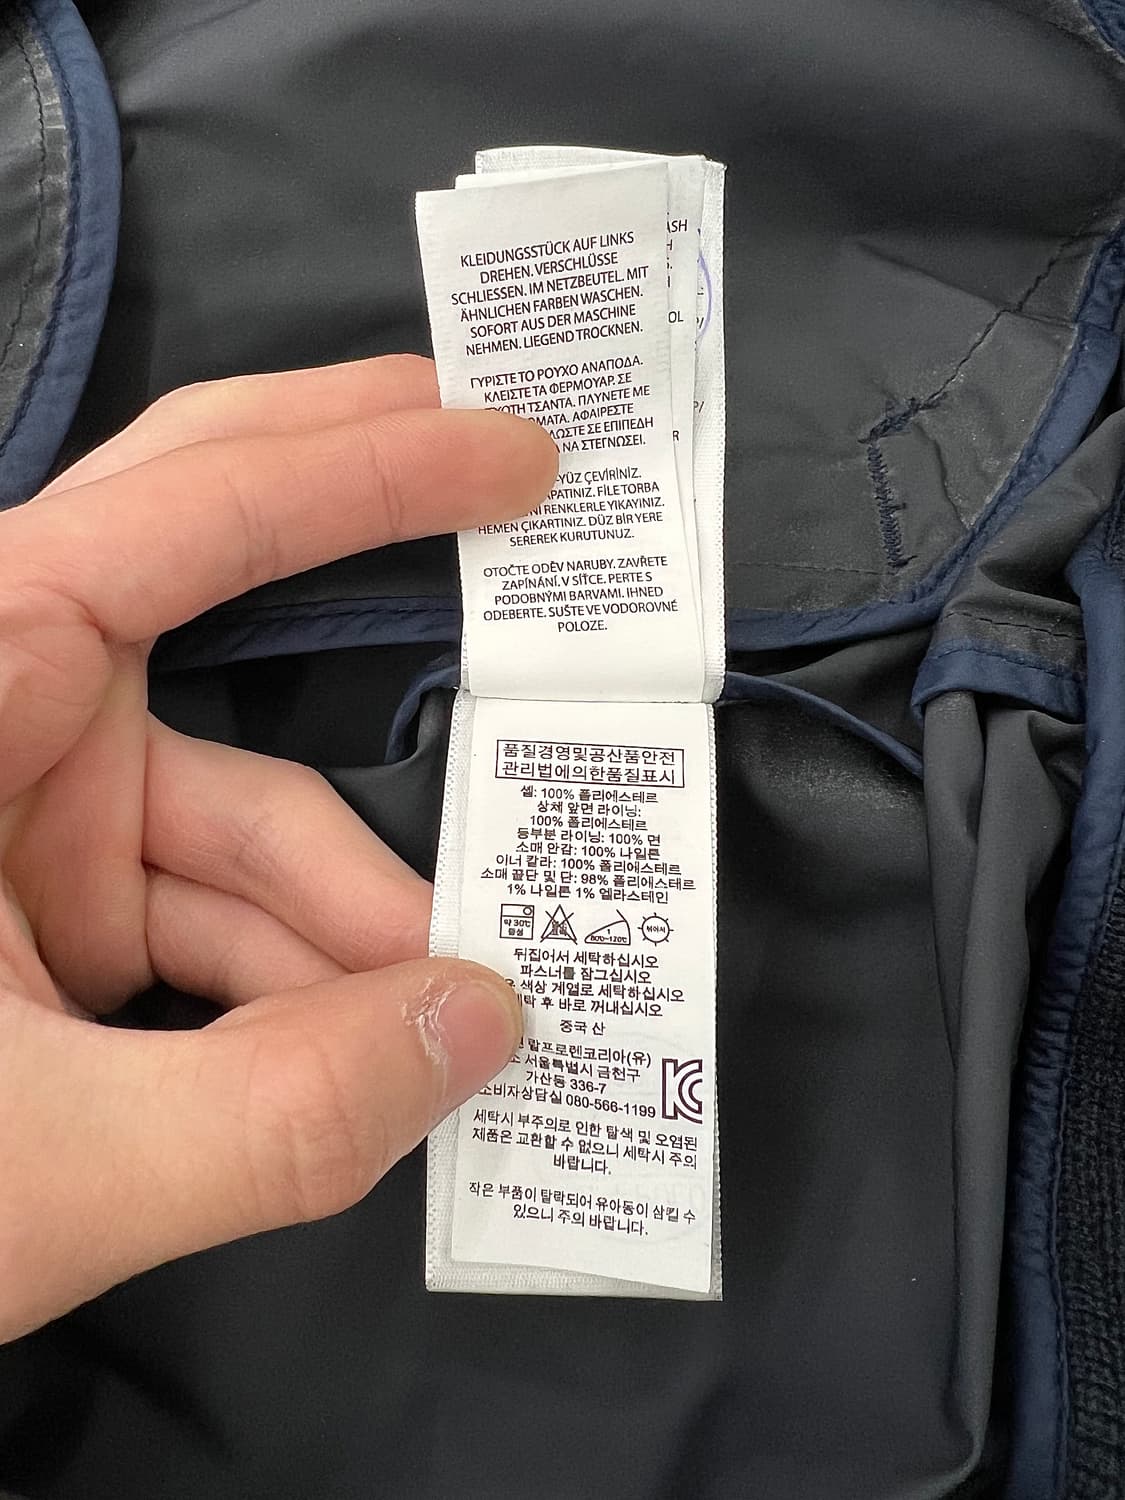 KLEIDUNGSSTÜCK AUF LINKS
DREHEN. VERSCHLÜSSE
SCHLIESSEN. IM NETZBEUTEL. MIT
ÄHNLICHEN FARBEN WASCHEN.
SOFORT AUS DER MASCHINE
NEHMEN. LIEGEND TROCKNEN.
ΓΥΡΙΣΤΕ ΤΟ ΡΟΥΧΟ ΑΝΑΠΟΔΑ.
ΚΛΕΙΣΤΕ ΤΑ ΦΕΡΜΟΥΑΡ. ΣΕ
ΤΣΑΝΤΑ. ΠΛΥΝΕΤΕ ΜΕ
ΑΦΑΙΡΕΣΤΕ
ΣΕ ΕΠΙΠΕΔΗ
ΝΑ ΣΤΕΓΝΩΣΕΙ.
ÇEVİRİNİZ.
FİLE TORBA
RENKLERLE YIKAYINIZ.
HEMEN ÇIKARTINIZ. DÜZ BİR YERE
SEREREK KURUTUNUZ.
OTOČTE ODĚV NARUBY. ZAVŘETE
ZAPÍNÁNÍ. V SÍŤCE. PERTE S
PODOBNÝMI BARVAMI. IHNED
ODEBERTE. SUŠTE VE VODOROVNÉ
POLOZE.
품질경영및공산품안전
관리법에의한품질표시
셸: 100% 폴리에스테르
상체 앞면 라이닝:
100% 폴리에스테르
등부분 라이닝: 100% 면
소매 안감: 100% 나일론
이너 칼라: 100% 폴리에스테르
소매 끝단 및 단: 98% 폴리에스테르
1% 나일론 1% 엘라스테인
약 30℃
중성
1
80℃~120℃
뉘어서
뒤집어서 세탁하십시오
파스너를 잠그십시오
색상 계열로 세탁하십시오
후 바로 꺼내십시오
중국 산
랄프로렌코리아(유)
서울특별시 금천구
가산동 336-7
소비자상담실 080-566-1199
세탁시 부주의로 인한 탈색 및 오염된
제품은 교환할 수 없으니 세탁시 주의
바랍니다.
작은 부품이 탈락되어 유아동이 삼킬 수
있으니 주의 바랍니다.